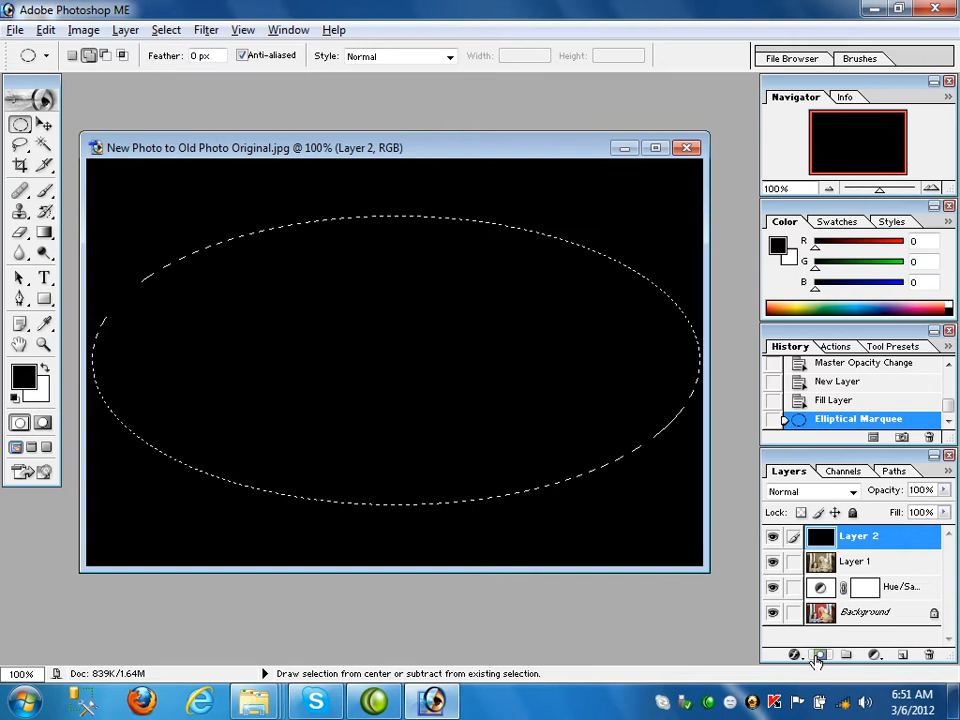 Adobe Photoshop ME
File Edit Image Layer Select Filter View Window Help
Feather: 0 px Anti-aliased Style: Normal Width: Height: File Browser Brushes
New Photo to Old Photo Original.jpg @ 100% (Layer 2, RGB)
Navigator Info
100%
Color Swatches Styles
R 0
G 0
B 0
History Actions Tool Presets
Master Opacity Change
New Layer
Fill Layer
Elliptical Marquee
Layers Channels Paths
Normal Opacity: 100%
Lock: Fill: 100%
Layer 2
Layer 1
Hue/Sa...
Background
100% Doc: 839K/1.64M Draw selection from center or subtract from existing selection.
6:51 AM
3/6/2012